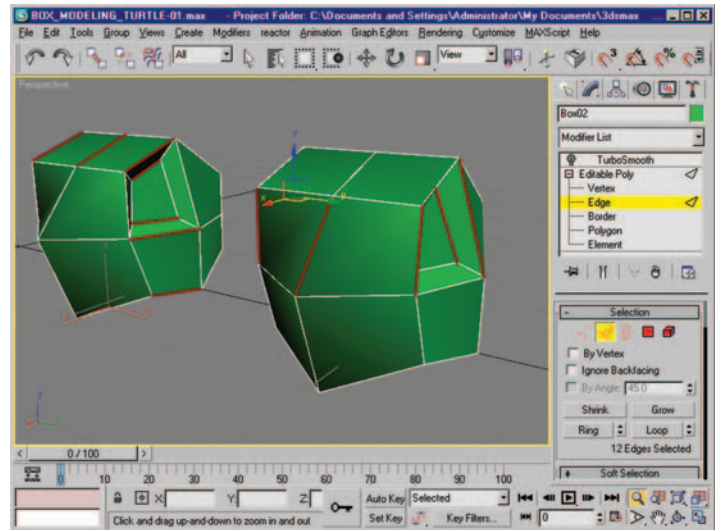 BOX_MODELING_TURTLE-01.max - Project Folder: C:\Documents and Settings\Administrator\My Documents\3dsmax ...
File Edit Tools Group Views Create Modifiers reactor Animation Graph Editors Rendering Customize MAXScript Help
All View
Perspective
Box02
Modifier List
TurboSmooth
Editable Poly
Vertex
Edge
Border
Polygon
Element
Selection
By Vertex
Ignore Backfacing
By Angle: 45.0
Shrink Grow
Ring Loop
12 Edges Selected
Soft Selection
0 / 100
0 10 20 30 40 50 60 70 80 90 100
X: Y: Z: Auto Key Selected
Click and drag up-and-down to zoom in and out Set Key Key Filters... 0